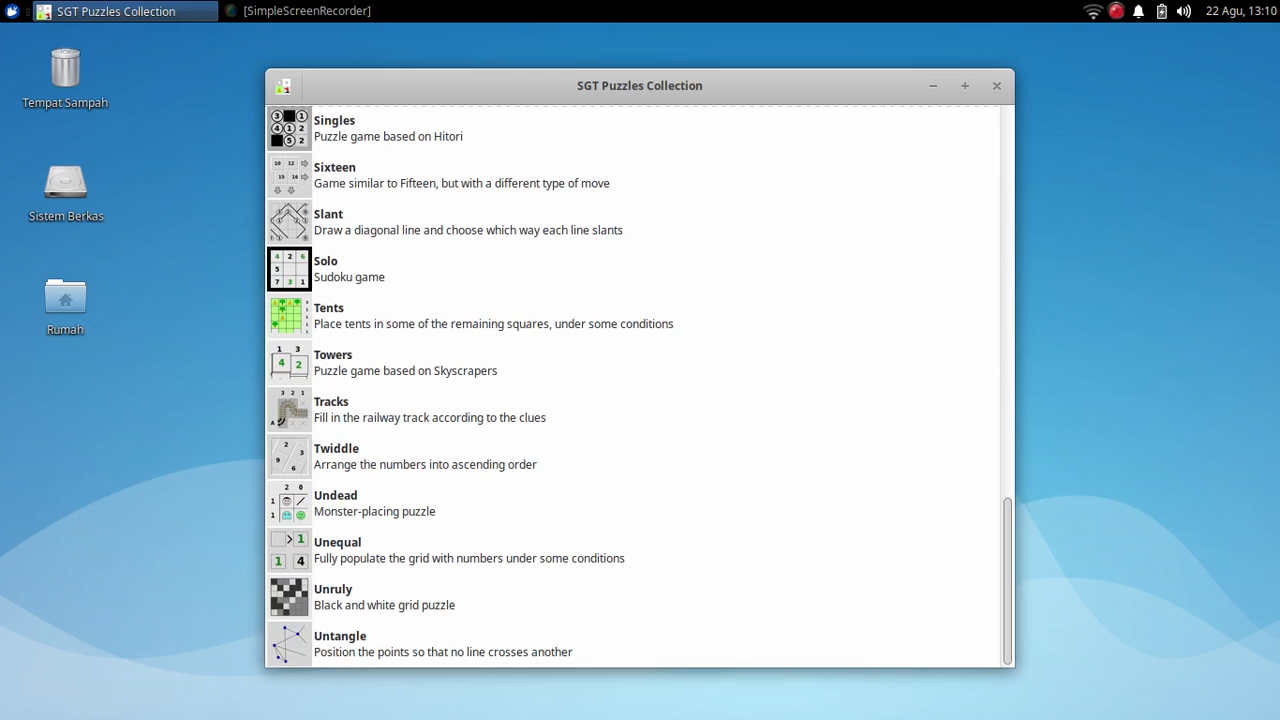 SGT Puzzles Collection
[SimpleScreenRecorder]
22 Agu, 13:10
Tempat Sampah
Sistem Berkas
Rumah
SGT Puzzles Collection
Singles
Puzzle game based on Hitori
Sixteen
Game similar to Fifteen, but with a different type of move
Slant
Draw a diagonal line and choose which way each line slants
Solo
Sudoku game
Tents
Place tents in some of the remaining squares, under some conditions
Towers
Puzzle game based on Skyscrapers
Tracks
Fill in the railway track according to the clues
Twiddle
Arrange the numbers into ascending order
Undead
Monster-placing puzzle
Unequal
Fully populate the grid with numbers under some conditions
Unruly
Black and white grid puzzle
Untangle
Position the points so that no line crosses another